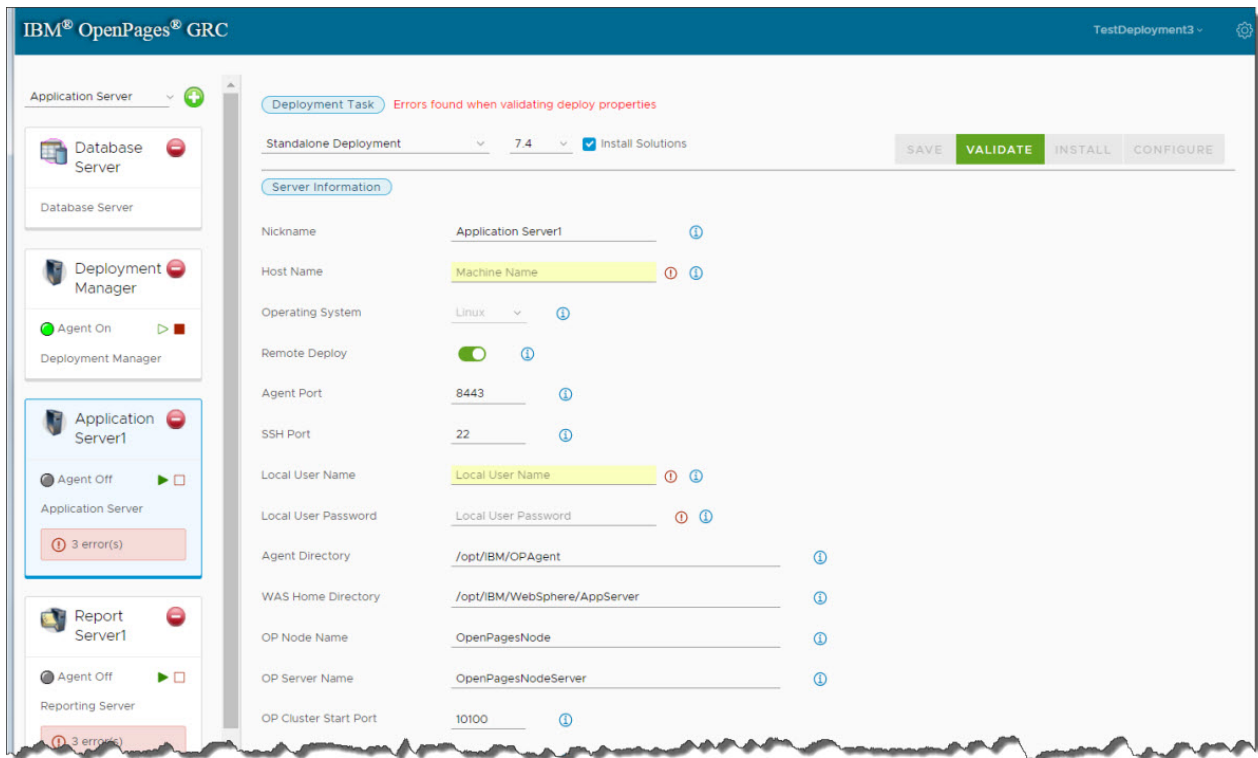 IBM® OpenPages® GRC
TestDeployment3
Application Server
Database
Server
Database Server
Deployment
Manager
Agent On
Deployment Manager
Application
Server1
Agent Off
Application Server
3 error(s)
Report
Server1
Agent Off
Reporting Server
3 error(s)
Deployment Task Errors found when validating deploy properties
Standalone Deployment 7.4 Install Solutions SAVE VALIDATE INSTALL CONFIGURE
Server Information
Nickname Application Server1
Host Name Machine Name
Operating System Linux
Remote Deploy
Agent Port 8443
SSH Port 22
Local User Name Local User Name
Local User Password Local User Password
Agent Directory /opt/IBM/OPAgent
WAS Home Directory /opt/IBM/WebSphere/AppServer
OP Node Name OpenPagesNode
OP Server Name OpenPagesNodeServer
OP Cluster Start Port 10100